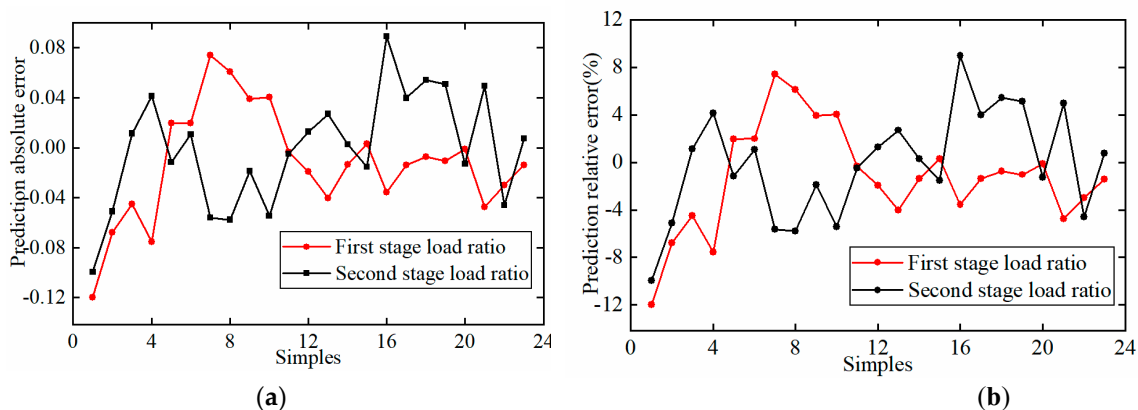 Prediction absolute error
0.08
0.04
0.00
-0.04
-0.08
-0.12
First stage load ratio
Second stage load ratio
0 4 8 12 16 20 24
Simples
(a)
Prediction relative error(%)
12
8
4
0
-4
-8
-12
First stage load ratio
Second stage load ratio
0 4 8 12 16 20 24
Simples
(b)